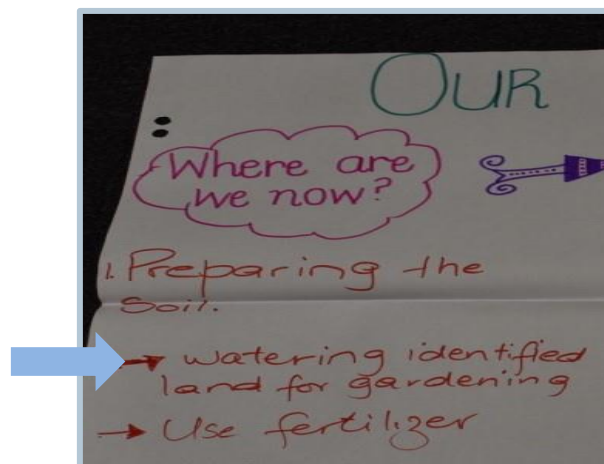 OUR
Where are
we now?
1. Preparing the
Soil.
→ watering identified
land for gardening
→ Use fertilizer